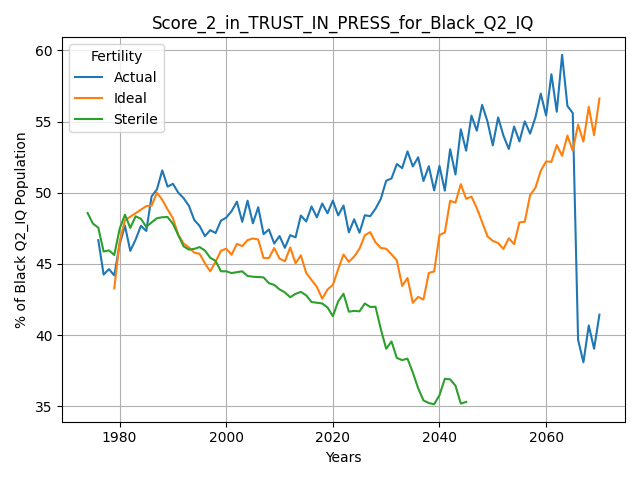 Score_2_in_TRUST_IN_PRESS_for_Black_Q2_IQ
% of Black Q2_IQ Population
60
55
50
45
40
35
Fertility
Actual
Ideal
Sterile
1980
2000
2020
2040
2060
Years